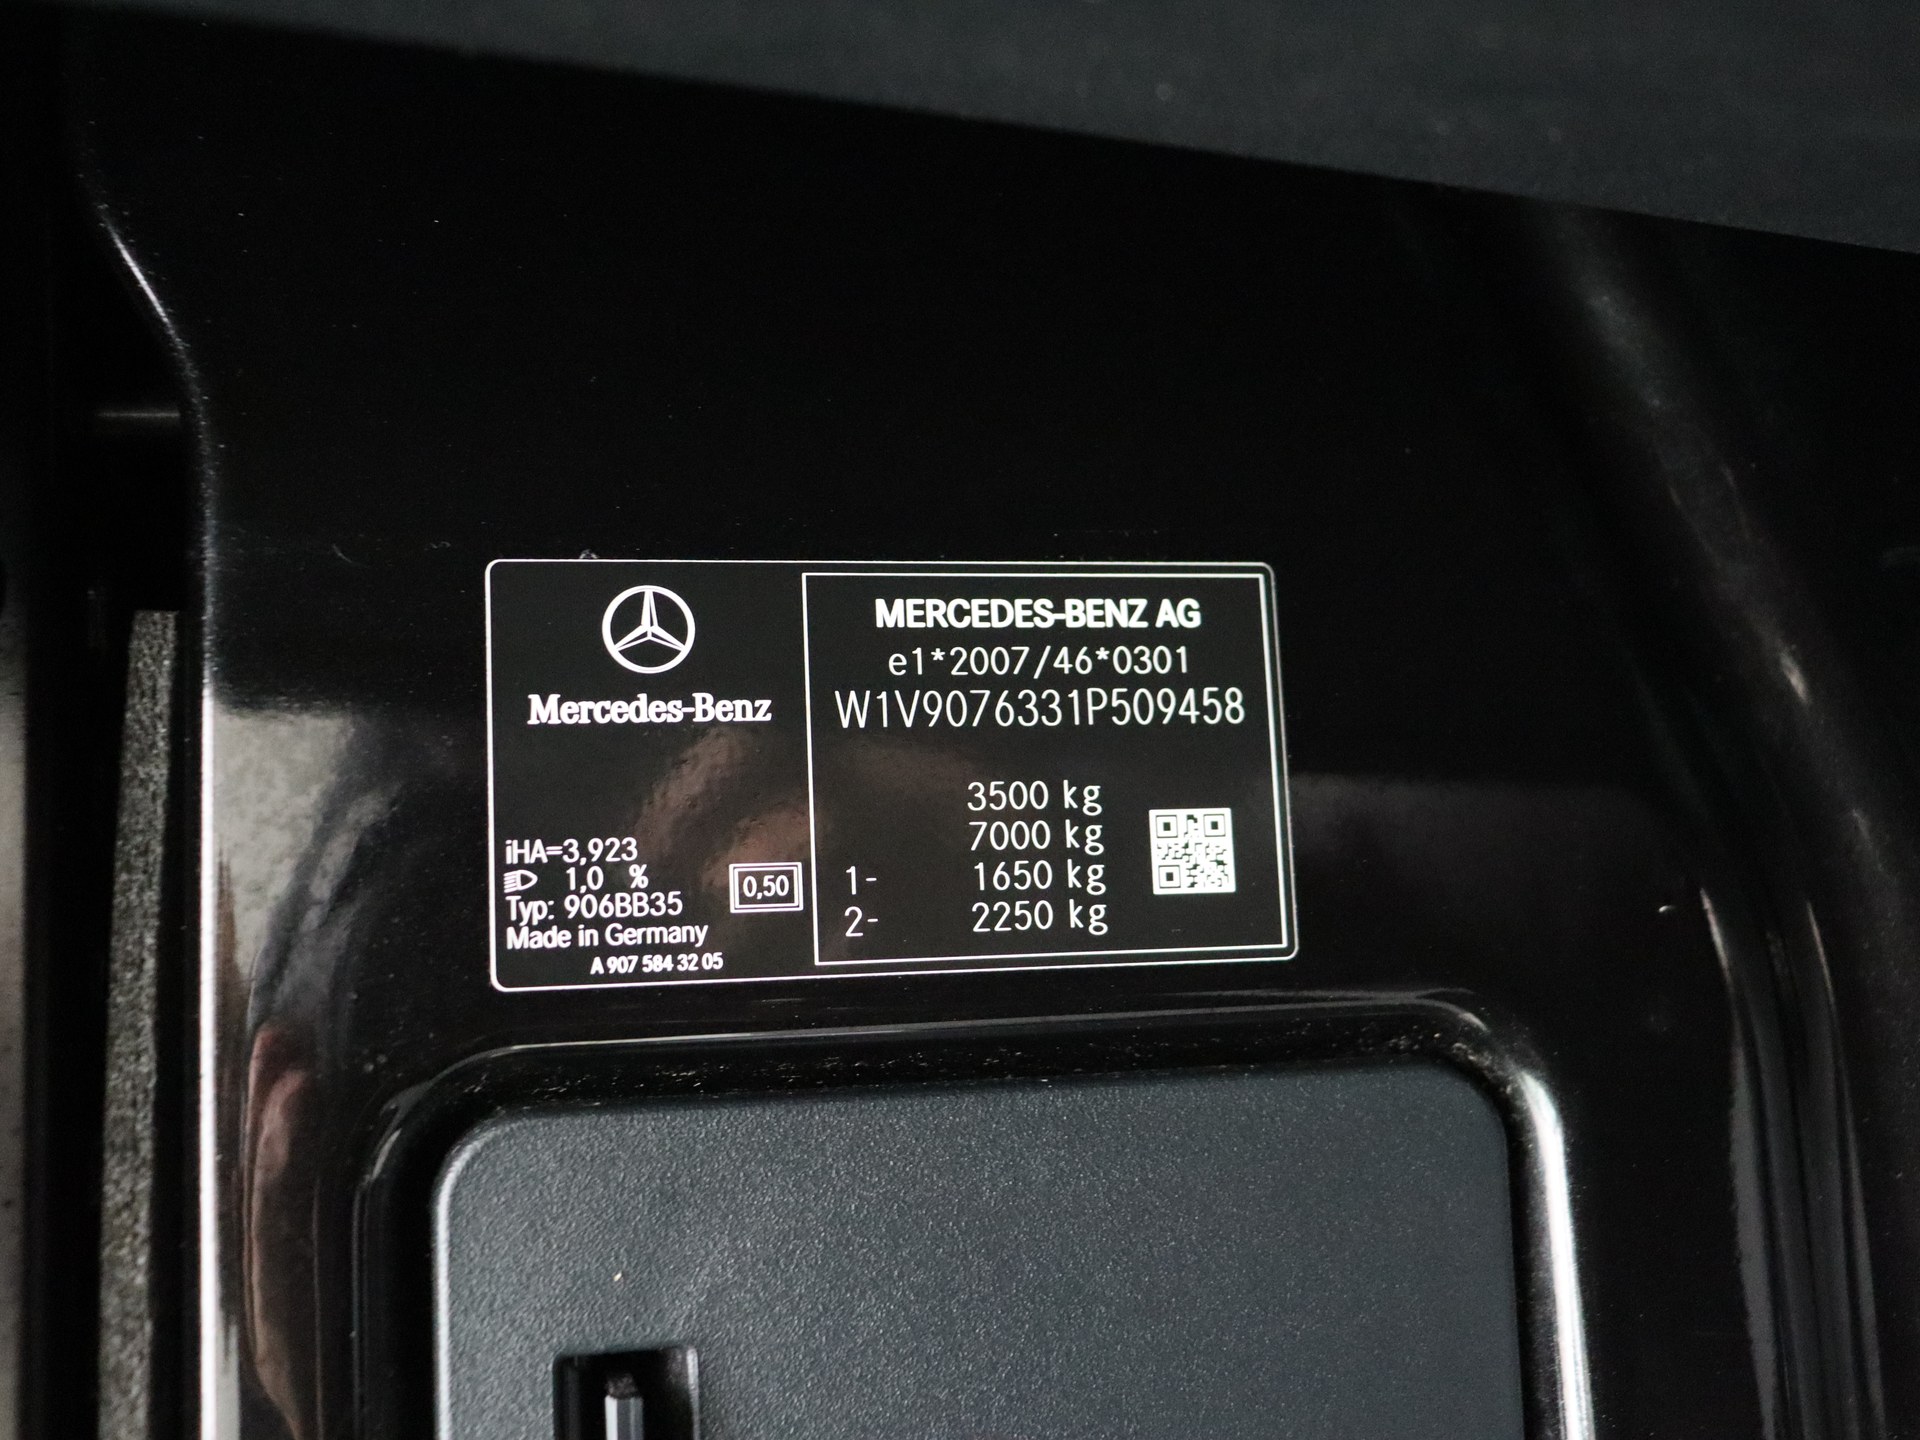 Mercedes-Benz
iHA=3,923
1,0 %
Typ: 906BB35
Made in Germany
A 907 584 32 05
0,50
MERCEDES-BENZ AG
e1*2007/46*0301
W1V9076331P509458
3500 kg
7000 kg
1- 1650 kg
2- 2250 kg